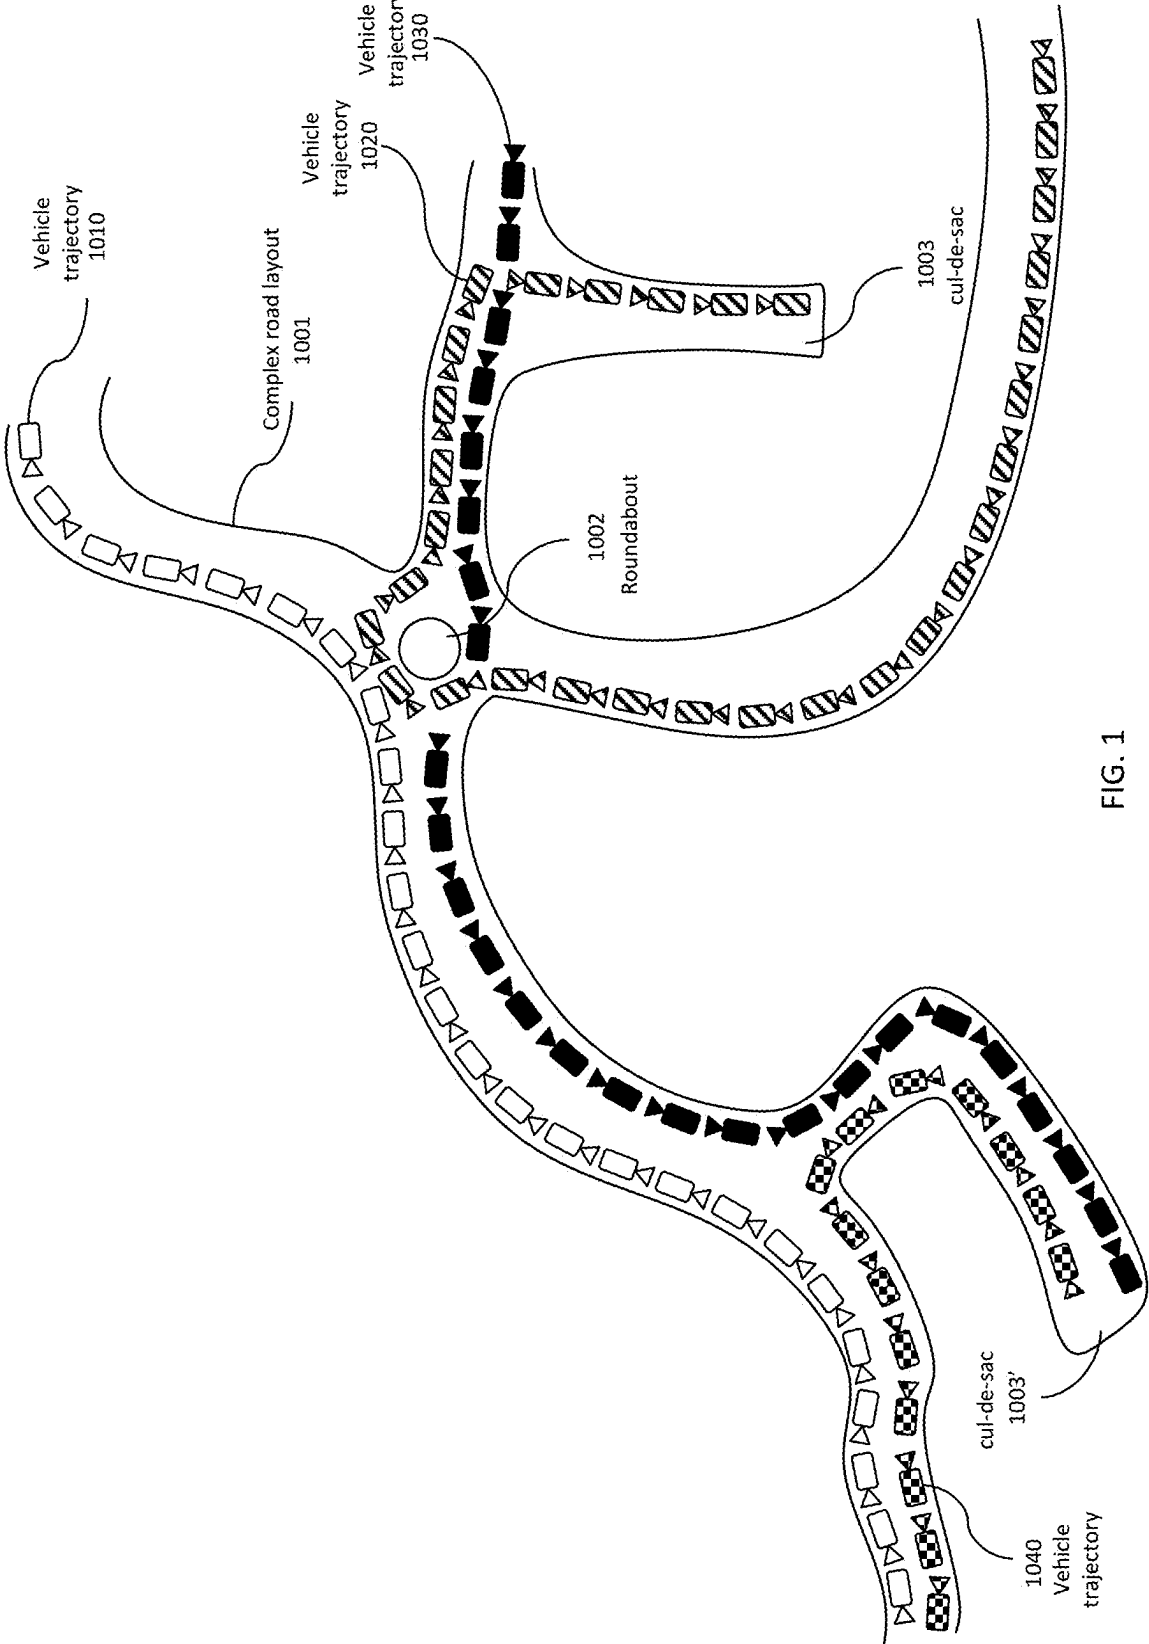 Vehicle
trajectory
1010
Complex road layout
1001
Vehicle
trajectory
1020
Vehicle
trajectory
1030
1002
Roundabout
1003
cul-de-sac
cul-de-sac
1003'
1040
Vehicle
trajectory
FIG. 1